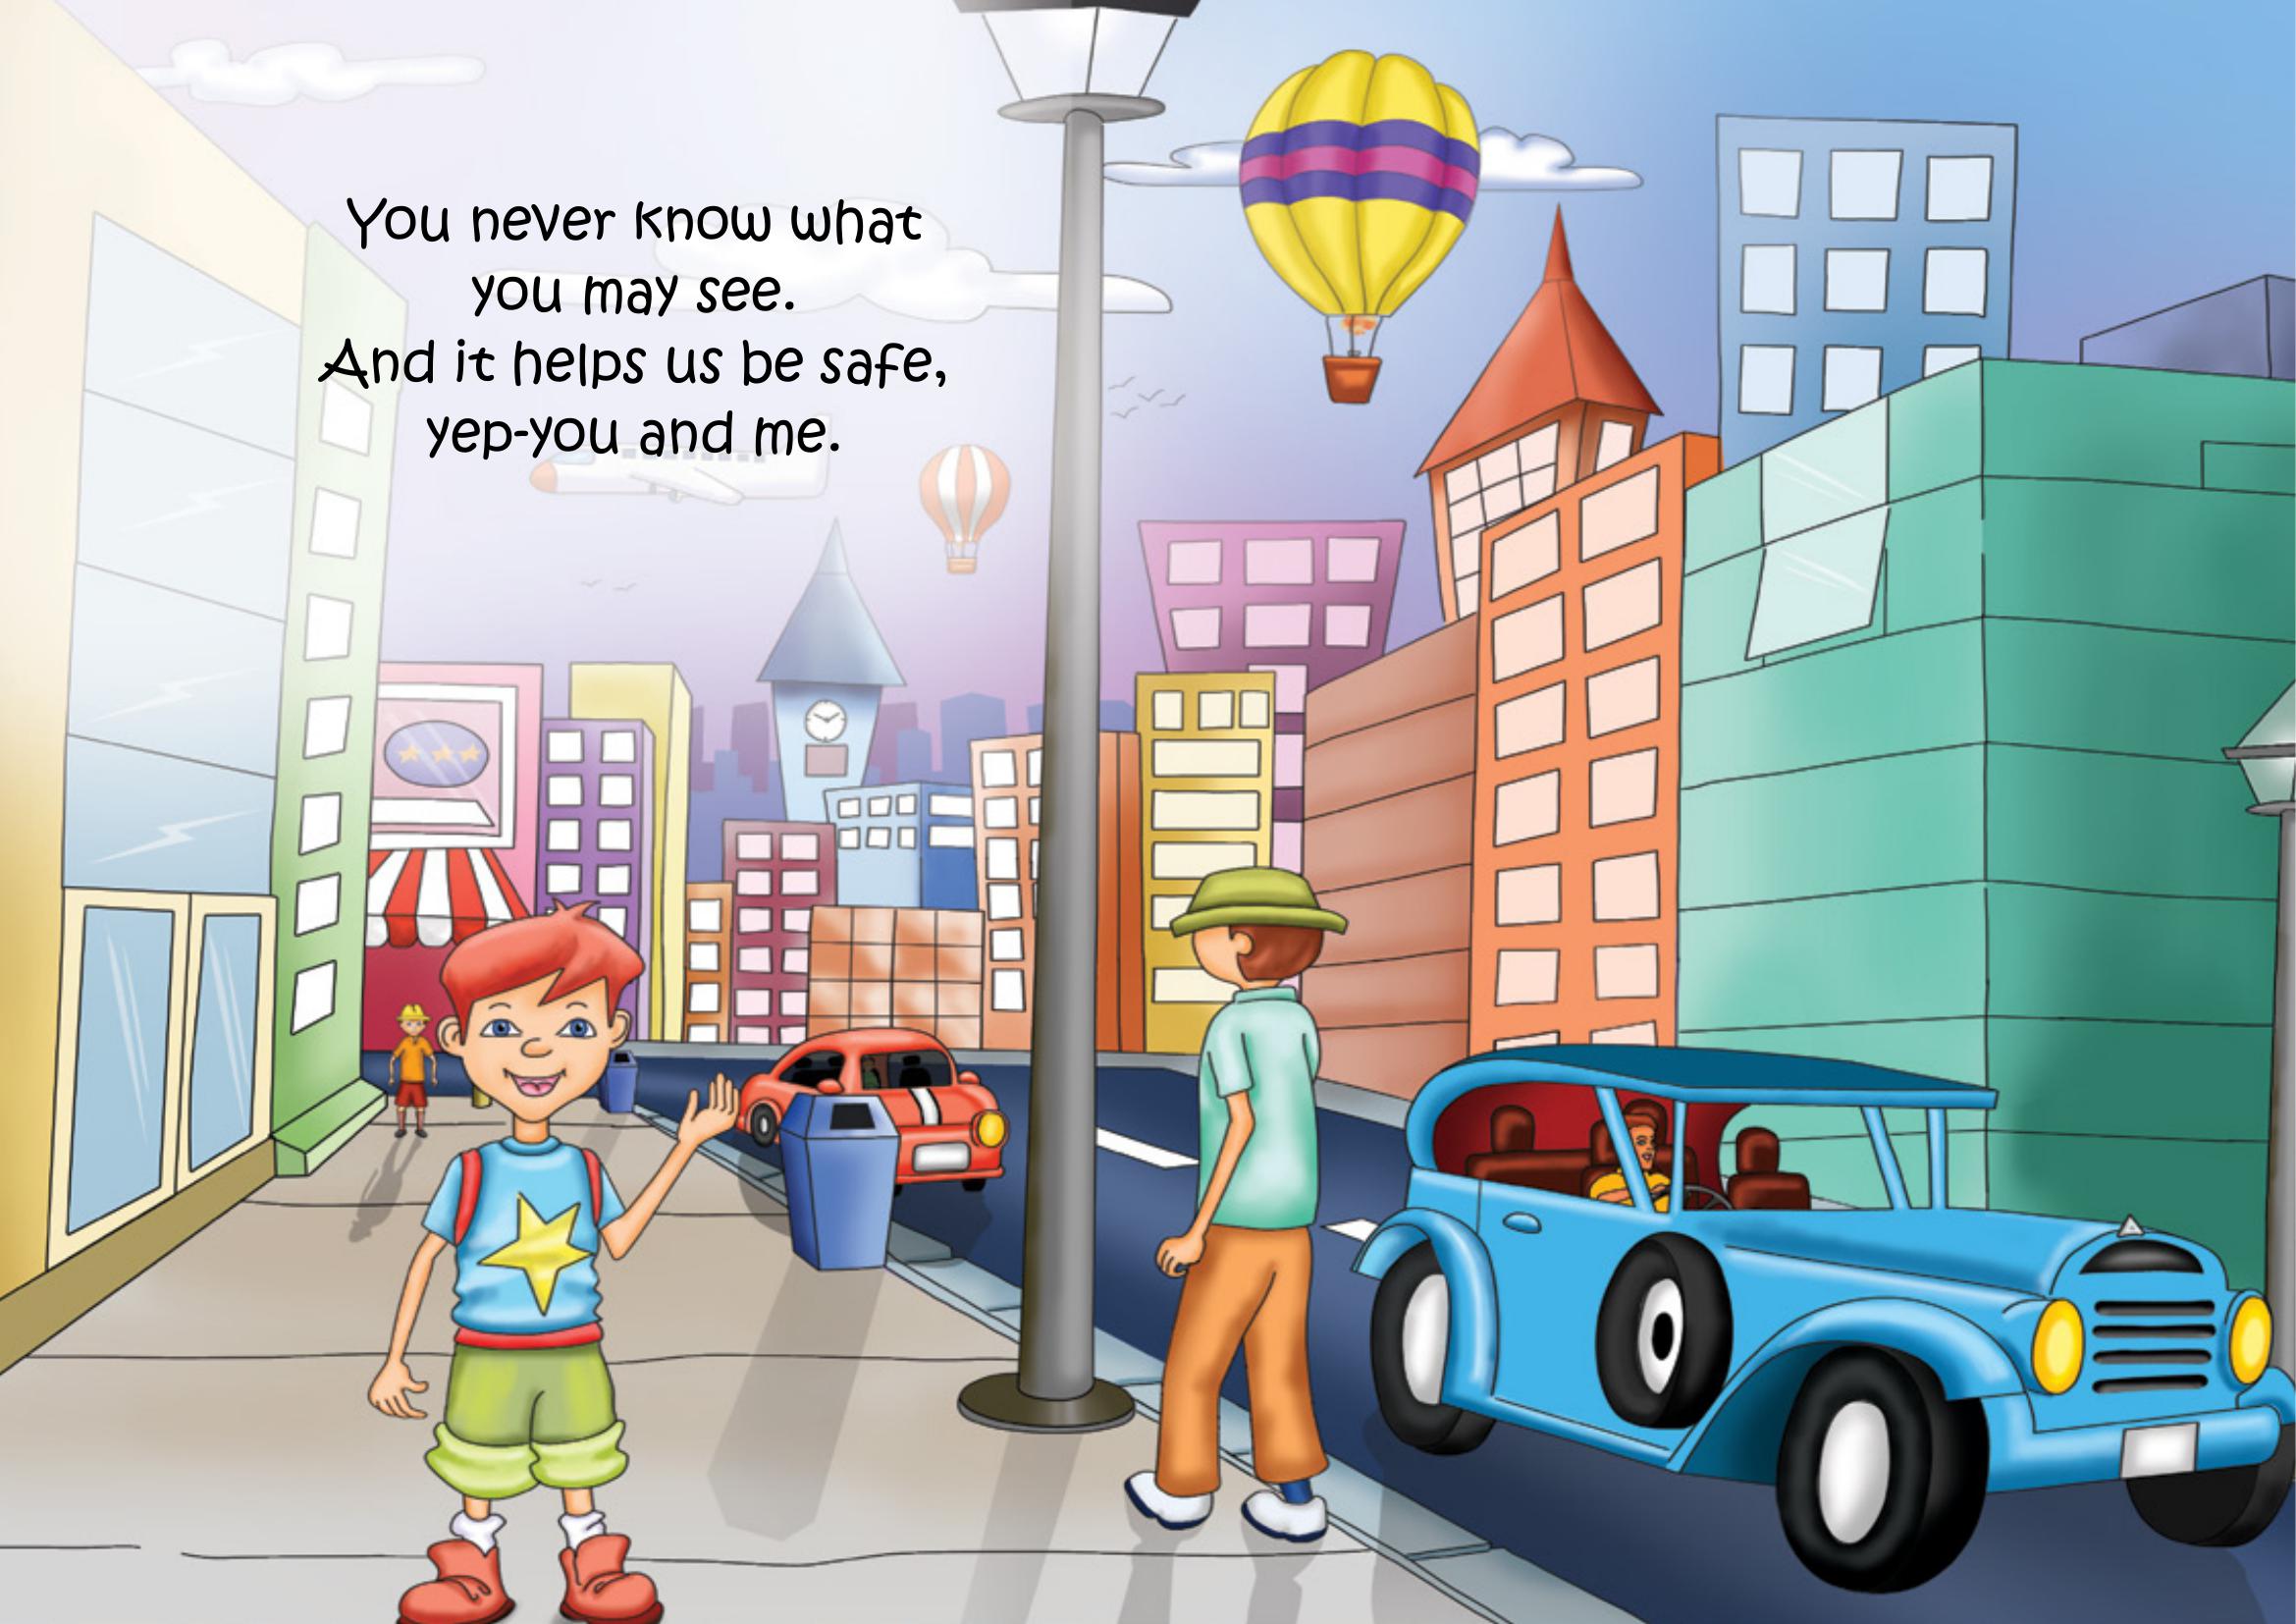 You never know what
you may see.
And it helps us be safe,
yep-you and me.